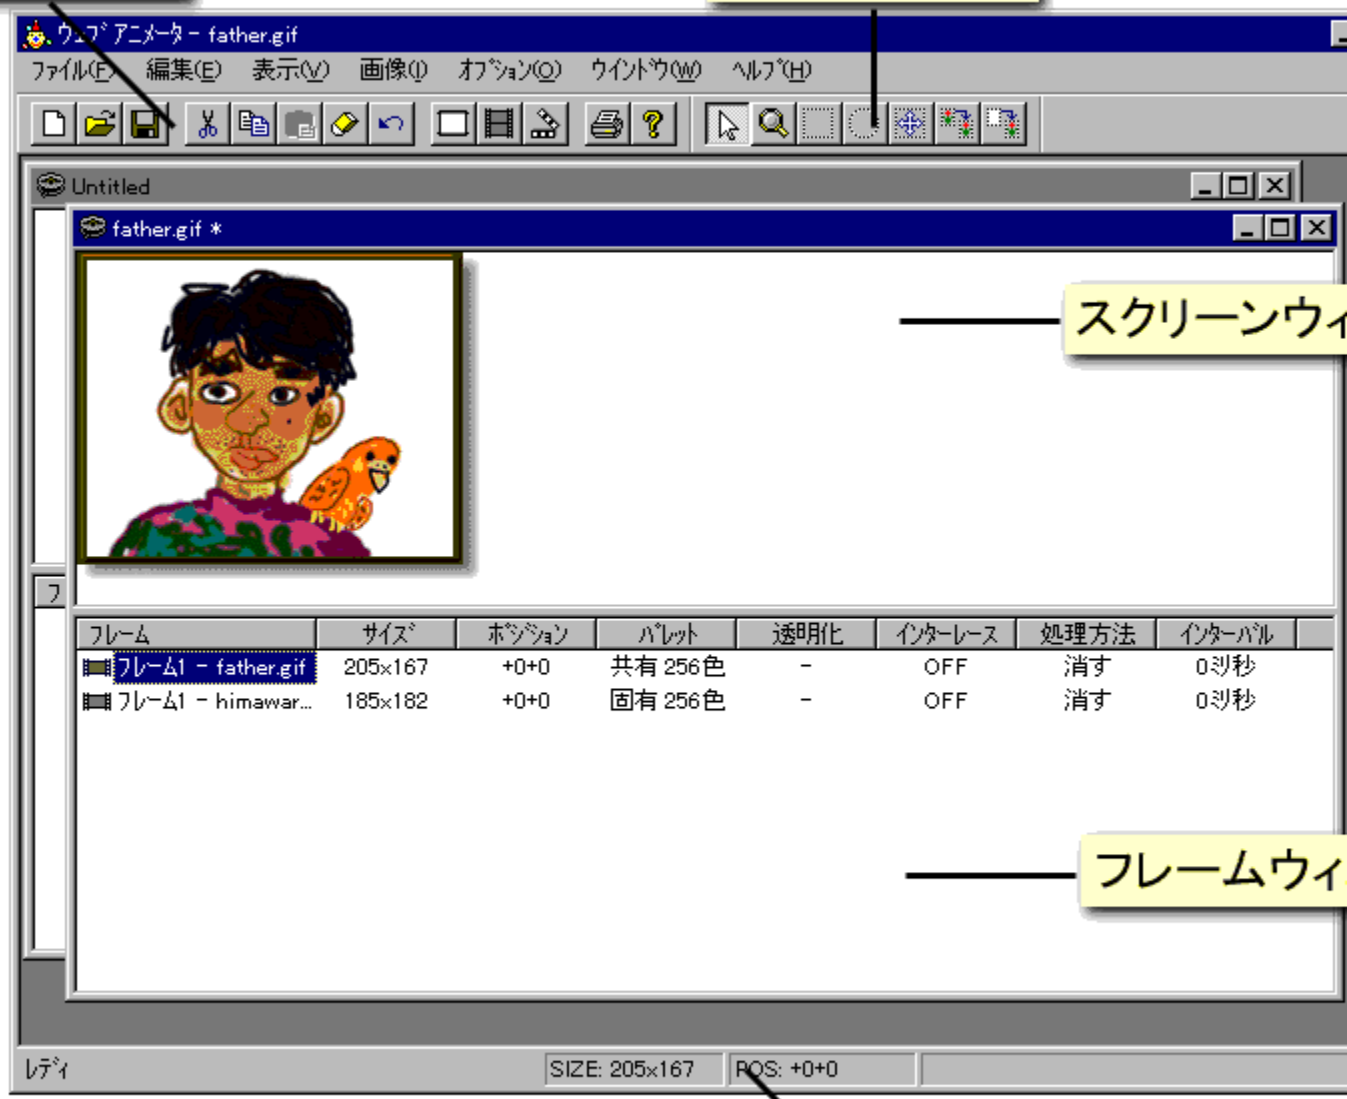 ウェブアニメータ - father.gif
ファイル(F) 編集(E) 表示(V) 画像(I) オプション(O) ウインドウ(W) ヘルプ(H)
Untitled
father.gif *
スクリーンウィ
フ
フレーム サイズ ポジション パレット 透明化 インターレース 処理方法 インターバル
フレーム1 - father.gif 205×167 +0+0 共有 256色 - OFF 消す 0ミリ秒
フレーム1 - himawar... 185×182 +0+0 固有 256色 - OFF 消す 0ミリ秒
フレームウィ
レディ SIZE: 205×167 POS: +0+0